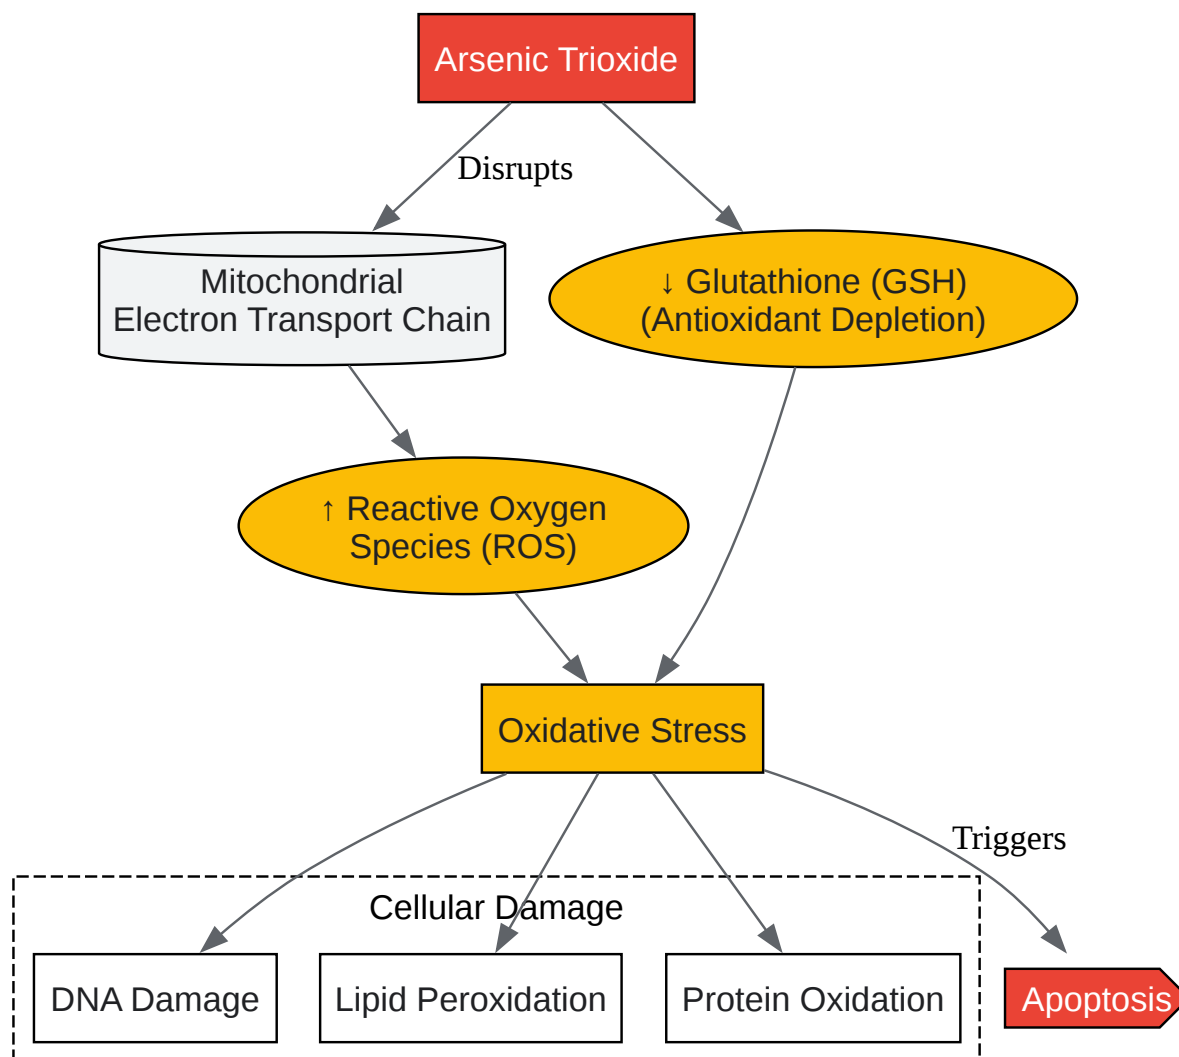 Arsenic Trioxide
Disrupts
Mitochondrial
Electron Transport Chain
↓ Glutathione (GSH)
(Antioxidant Depletion)
↑ Reactive Oxygen
Species (ROS)
Oxidative Stress
Triggers
Cellular Damage
DNA Damage
Lipid Peroxidation
Protein Oxidation
Apoptosis